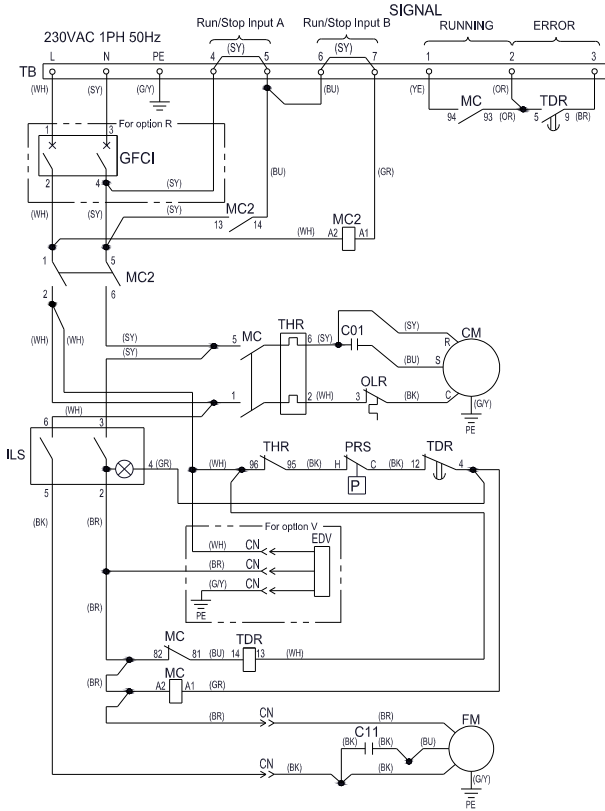 SIGNAL
Run/Stop Input A Run/Stop Input B RUNNING ERROR
230VAC 1PH 50Hz (SY) (SY)
L N PE 4 5 6 7 1 2 3
TB
(WH) (SY) (G/Y) (BU) (YE) (OR)
MC TDR
94 93 (OR) 5 9 (BR)
For option R
1 3
GFCI
2 4
(SY) (BU) (GR)
(WH) (SY) (SY)
MC2
13 14
MC2
(WH) A2 A1
1 5
MC2
2 6
(WH) (WH) (SY) (SY)
5 MC THR 6 (SY) C01 (SY) CM
R
(BU) S
OLR
1 2 (WH) 3 (BK) C
(G/Y)
PE
(WH)
6 3
ILS
4 (GR)
5 2
(WH) 96 THR 95 (BK) H PRS C (BK) 12 TDR 4
P
(BK) (BR)
For option V
EDV
(WH) CN
(BR) CN
(G/Y) CN
PE
(BR)
MC TDR
82 81 (BU) 14 13 (WH)
MC
(BR) A2 A1 (GR)
(BR) CN (BR) FM
C11
(BK) (BK) (BU)
CN
(BK) (BK)
(G/Y)
PE